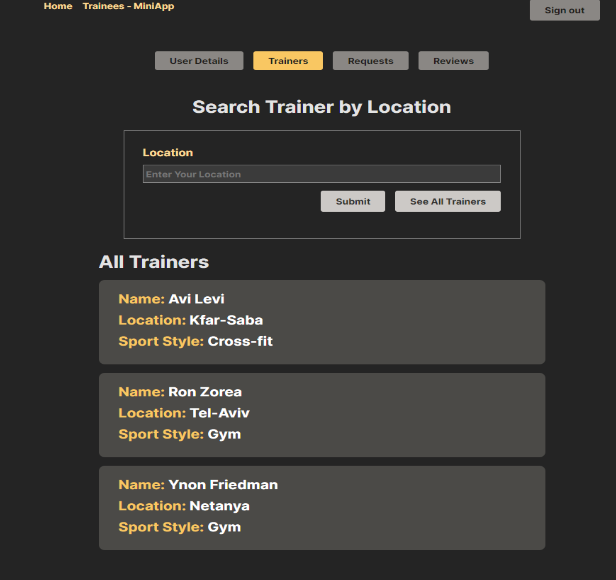 Home Trainees - MiniApp Sign out
User Details Trainers Requests Reviews
Search Trainer by Location
Location
Enter Your Location
Submit See All Trainers
All Trainers
Name: Avi Levi
Location: Kfar-Saba
Sport Style: Cross-fit
Name: Ron Zorea
Location: Tel-Aviv
Sport Style: Gym
Name: Ynon Friedman
Location: Netanya
Sport Style: Gym